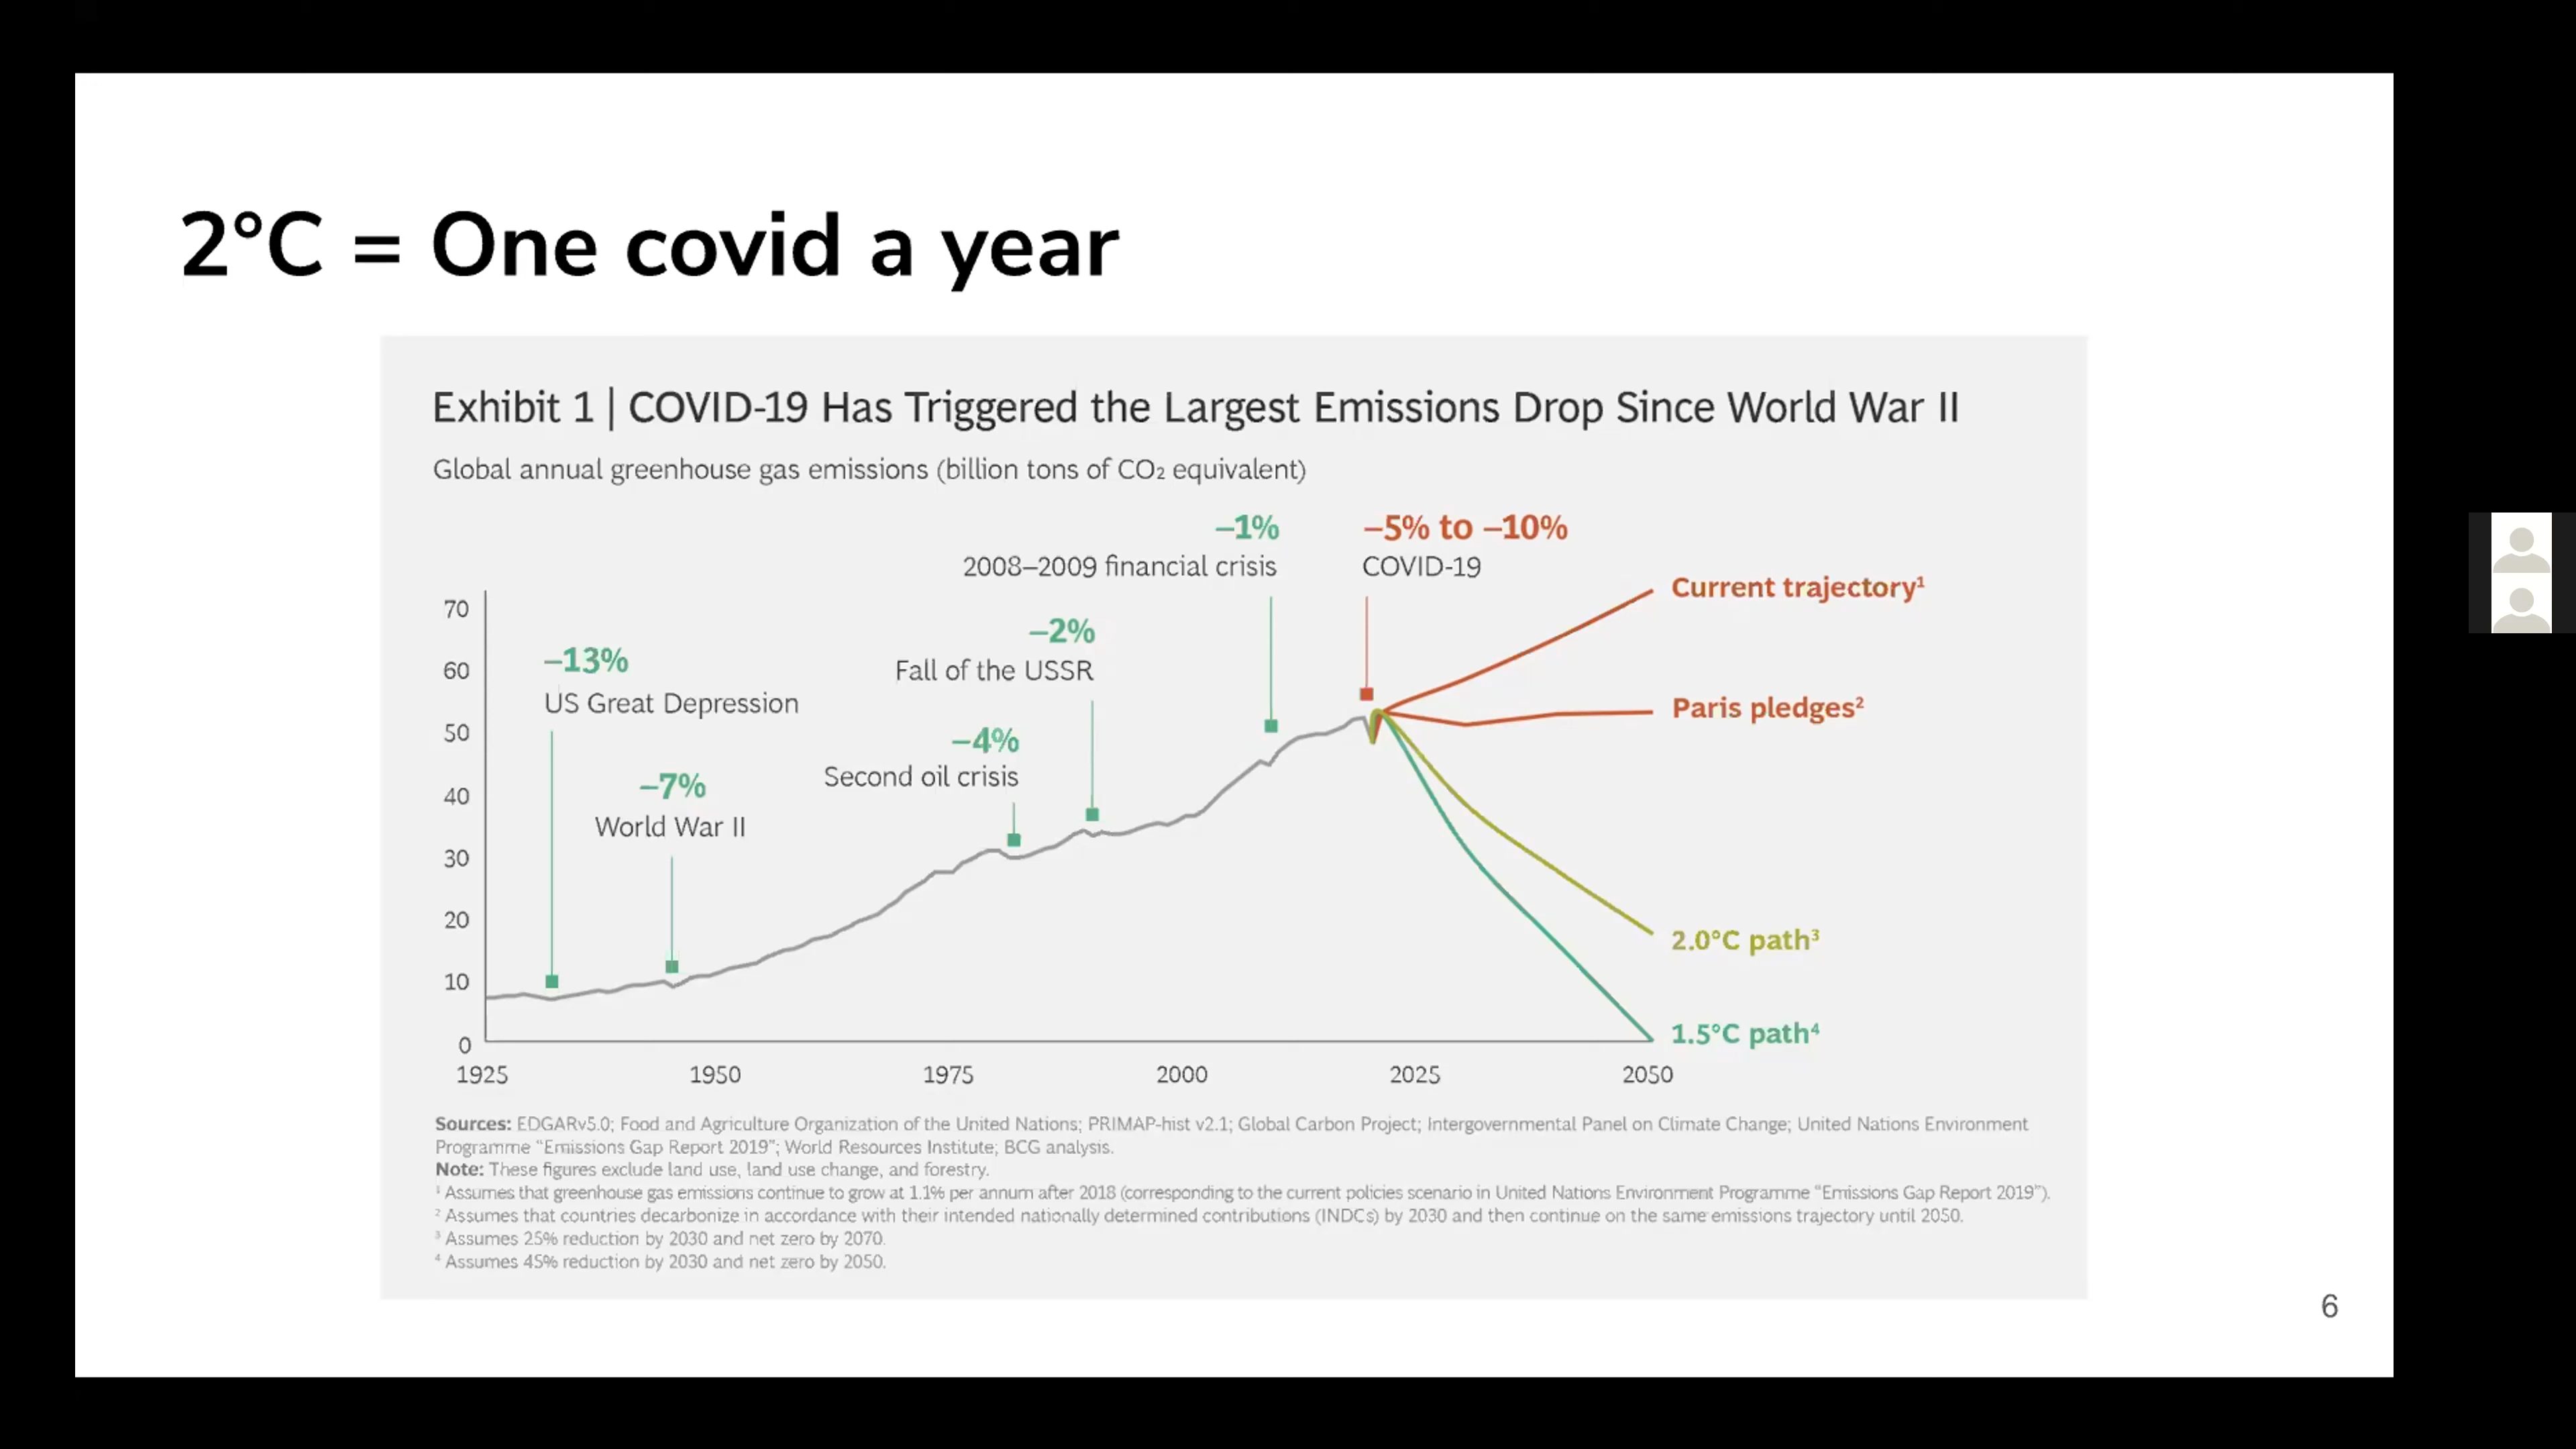 2°C = One covid a year
Exhibit 1 | COVID-19 Has Triggered the Largest Emissions Drop Since World War II
Global annual greenhouse gas emissions (billion tons of CO₂ equivalent)
–1%
2008–2009 financial crisis
–5% to –10%
COVID-19
Current trajectory¹
70
–2%
Fall of the USSR
–13%
US Great Depression
60
Paris pledges²
50
–4%
Second oil crisis
–7%
World War II
40
30
20
2.0°C path³
10
1.5°C path⁴
0
1925 1950 1975 2000 2025 2050
Sources: EDGARv5.0; Food and Agriculture Organization of the United Nations; PRIMAP-hist v2.1; Global Carbon Project; Intergovernmental Panel on Climate Change; United Nations Environment
Programme “Emissions Gap Report 2019”; World Resources Institute; BCG analysis.
Note: These figures exclude land use, land use change, and forestry.
¹ Assumes that greenhouse gas emissions continue to grow at 1.1% per annum after 2018 (corresponding to the current policies scenario in United Nations Environment Programme “Emissions Gap Report 2019”).
² Assumes that countries decarbonize in accordance with their intended nationally determined contributions (INDCs) by 2030 and then continue on the same emissions trajectory until 2050.
³ Assumes 25% reduction by 2030 and net zero by 2070.
⁴ Assumes 45% reduction by 2030 and net zero by 2050.
6